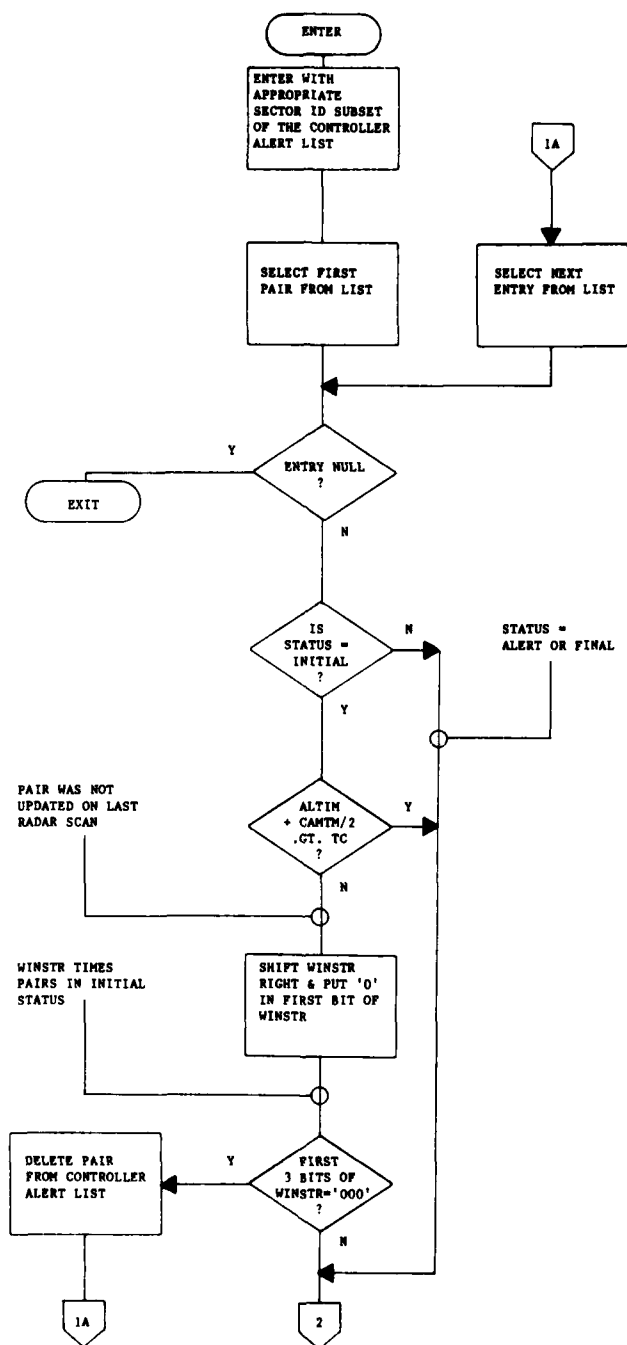 ENTER
ENTER WITH
APPROPRIATE
SECTOR ID SUBSET
OF THE CONTROLLER
ALERT LIST
1A
SELECT FIRST
PAIR FROM LIST
SELECT NEXT
ENTRY FROM LIST
Y
ENTRY NULL
?
EXIT
N
IS
STATUS =
INITIAL
?
N
STATUS =
ALERT OR FINAL
Y
PAIR WAS NOT
UPDATED ON LAST
RADAR SCAN
ALTIM
+ CAMTM/2
.GT. TC
?
Y
N
WINSTR TIMES
PAIRS IN INITIAL
STATUS
SHIFT WINSTR
RIGHT & PUT '0'
IN FIRST BIT OF
WINSTR
DELETE PAIR
FROM CONTROLLER
ALERT LIST
Y
FIRST
3 BITS OF
WINSTR='000'
?
N
1A
2